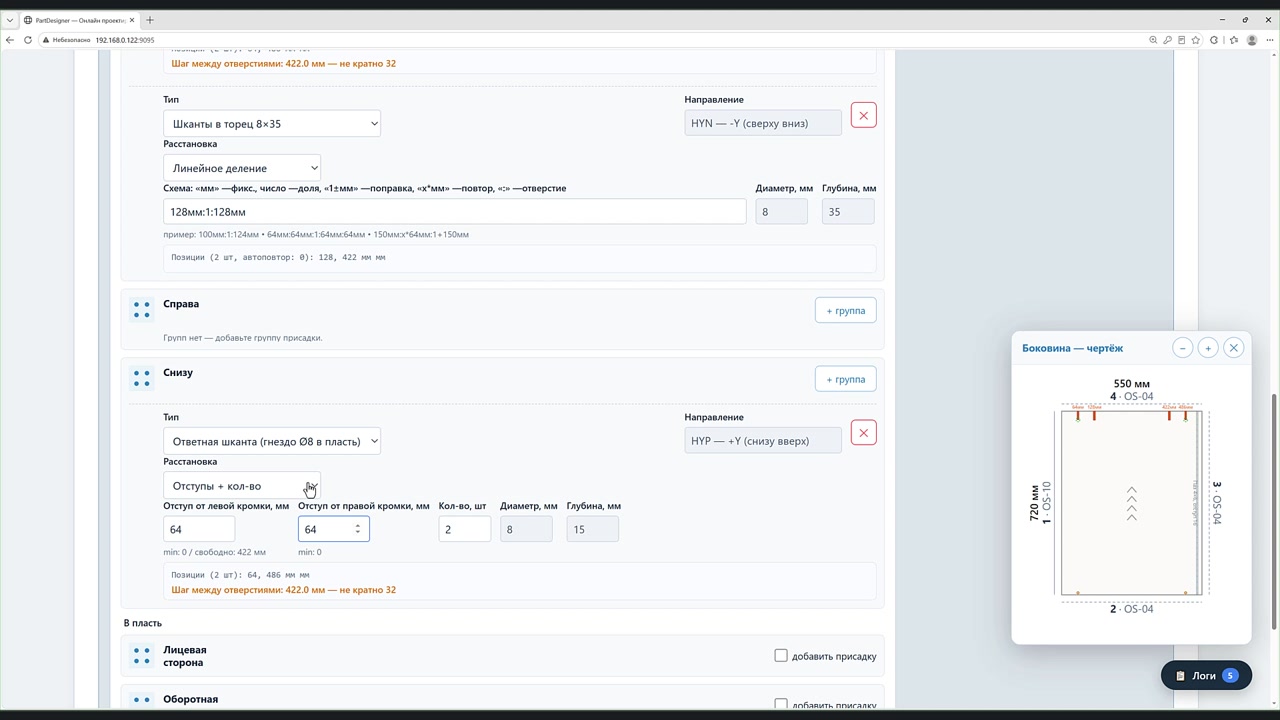 PartDesigner — Онлайн проекти
Небезопасно 192.168.0.122:9095
Шаг между отверстиями: 422.0 мм — не кратно 32
Тип
Направление
Шканты в торец 8×35
HYN — -Y (сверху вниз)
Расстановка
Линейное деление
Схема: «мм» —фикс., число —доля, «1±мм» —поправка, «x*мм» —повтор, «:» —отверстие
Диаметр, мм
Глубина, мм
128мм:1:128мм
8
35
пример: 100мм:1:124мм • 64мм:64мм:1:64мм:64мм • 150мм:x*64мм:1+150мм
Позиции (2 шт, автоповтор: 0): 128, 422 мм мм
Справа
+ группа
Групп нет — добавьте группу присадки.
Снизу
+ группа
Тип
Направление
Ответная шканта (гнездо Ø8 в пласть)
HYP — +Y (снизу вверх)
Расстановка
Отступы + кол-во
Отступ от левой кромки, мм
Отступ от правой кромки, мм
Кол-во, шт
Диаметр, мм
Глубина, мм
64
64
2
8
15
min: 0 / свободно: 422 мм
min: 0
Позиции (2 шт): 64, 486 мм мм
Шаг между отверстиями: 422.0 мм — не кратно 32
В пласть
Лицевая
сторона
добавить присадку
Оборотная
добавить присадку
Боковина — чертёж
550 мм
4 · OS-04
64мм 128мм 422мм 486мм
720 мм
1 · OS-10
3 · OS-04
2 · OS-04
Логи 5